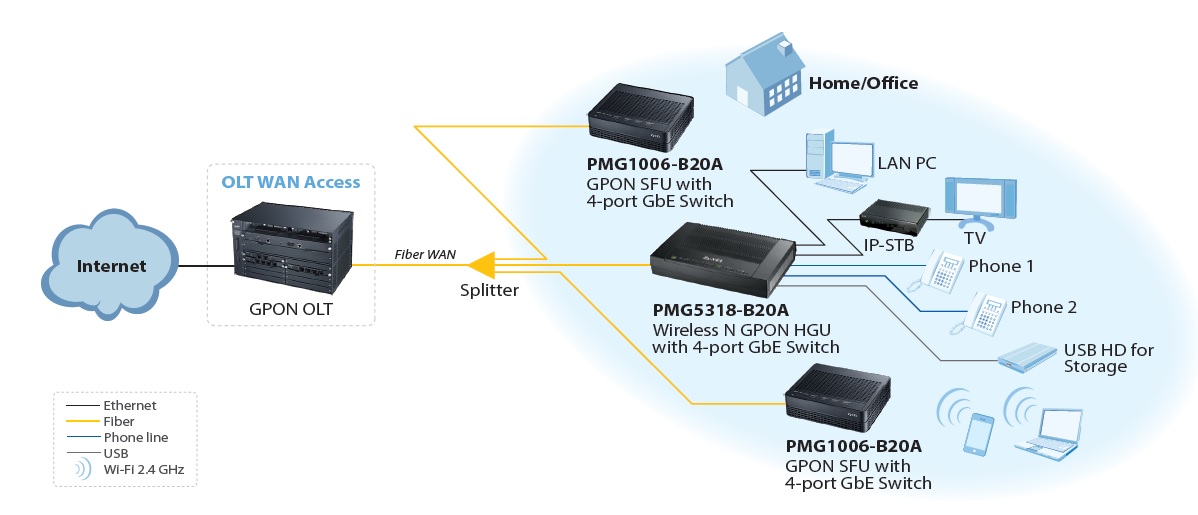 Home/Office
PMG1006-B20A
GPON SFU with
4-port GbE Switch
LAN PC
OLT WAN Access
IP-STB
TV
Internet
Fiber WAN
Phone 1
Splitter
GPON OLT
ZyXEL
PMG5318-B20A
Wireless N GPON HGU
with 4-port GbE Switch
Phone 2
USB HD for
Storage
Ethernet
Fiber
Phone line
USB
Wi-Fi 2.4 GHz
PMG1006-B20A
GPON SFU with
4-port GbE Switch